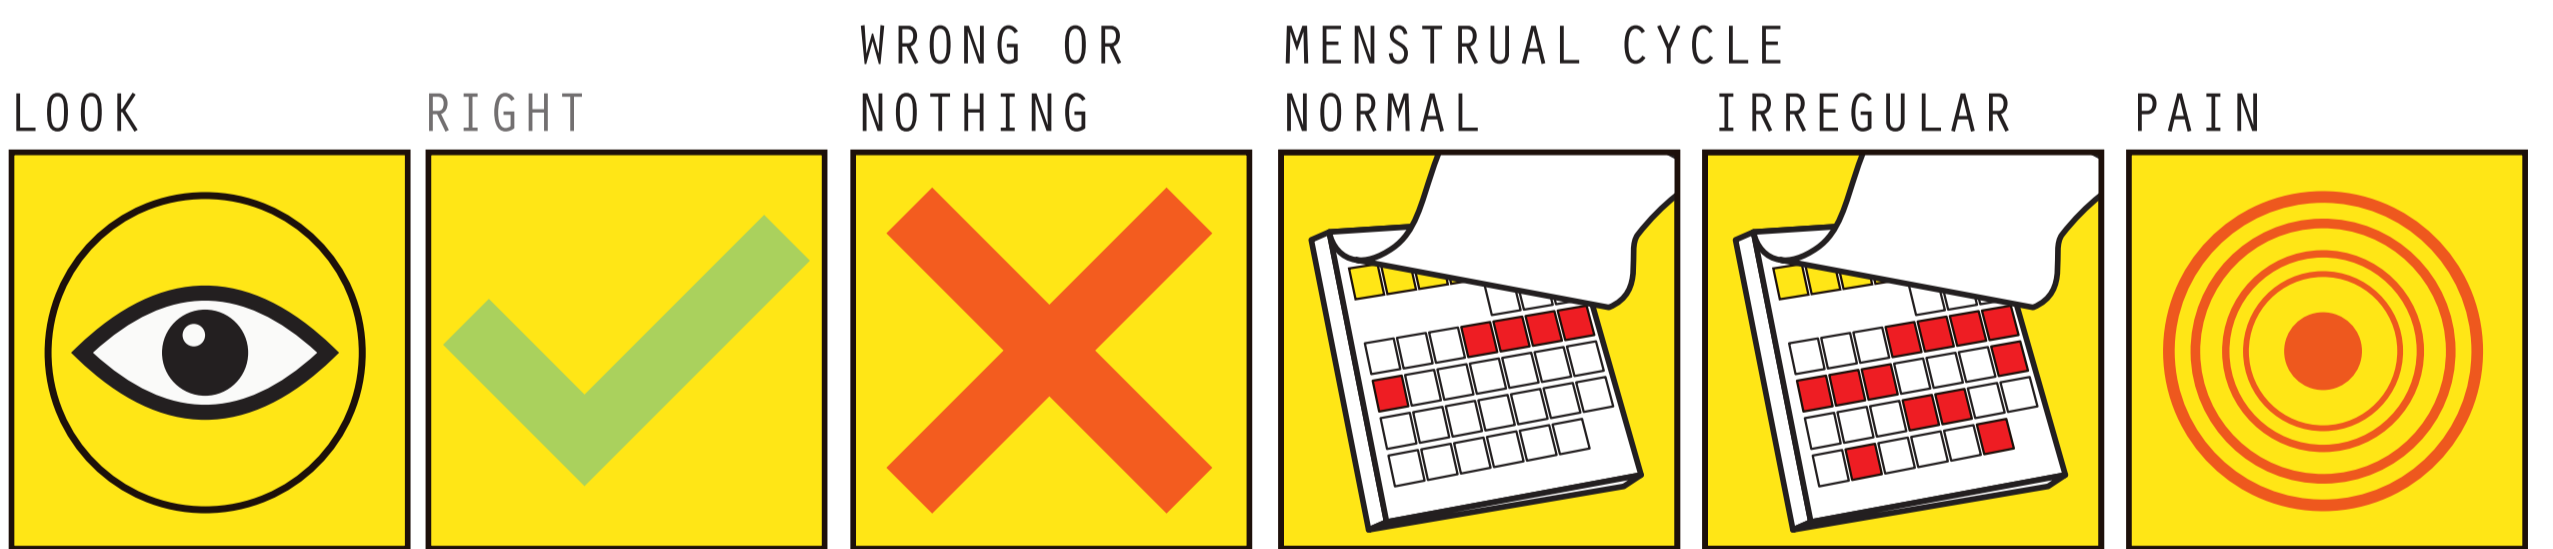 LOOK
RIGHT
WRONG OR
NOTHING
MENSTRUAL CYCLE
NORMAL
IRREGULAR
PAIN